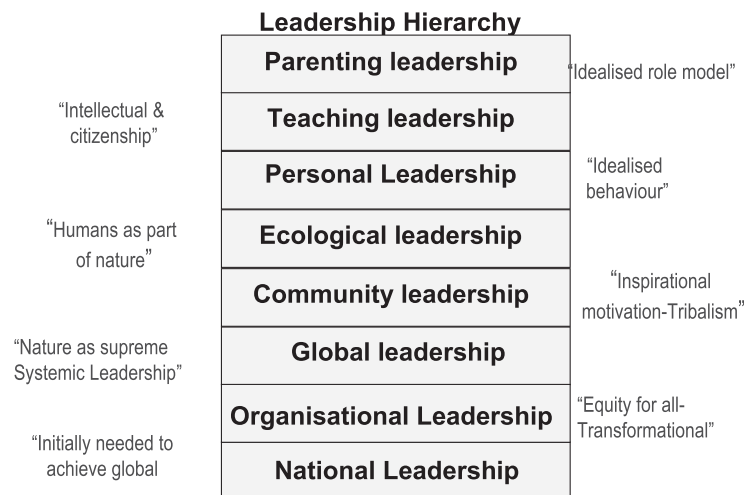 Leadership Hierarchy
Parenting leadership
“Idealised role model”
“Intellectual &
citizenship”
Teaching leadership
Personal Leadership
“Idealised
behaviour”
“Humans as part
of nature”
Ecological leadership
Community leadership
“Inspirational
motivation-Tribalism”
“Nature as supreme
Systemic Leadership”
Global leadership
Organisational Leadership
“Equity for all-
Transformational”
“Initially needed to
achieve global
National Leadership